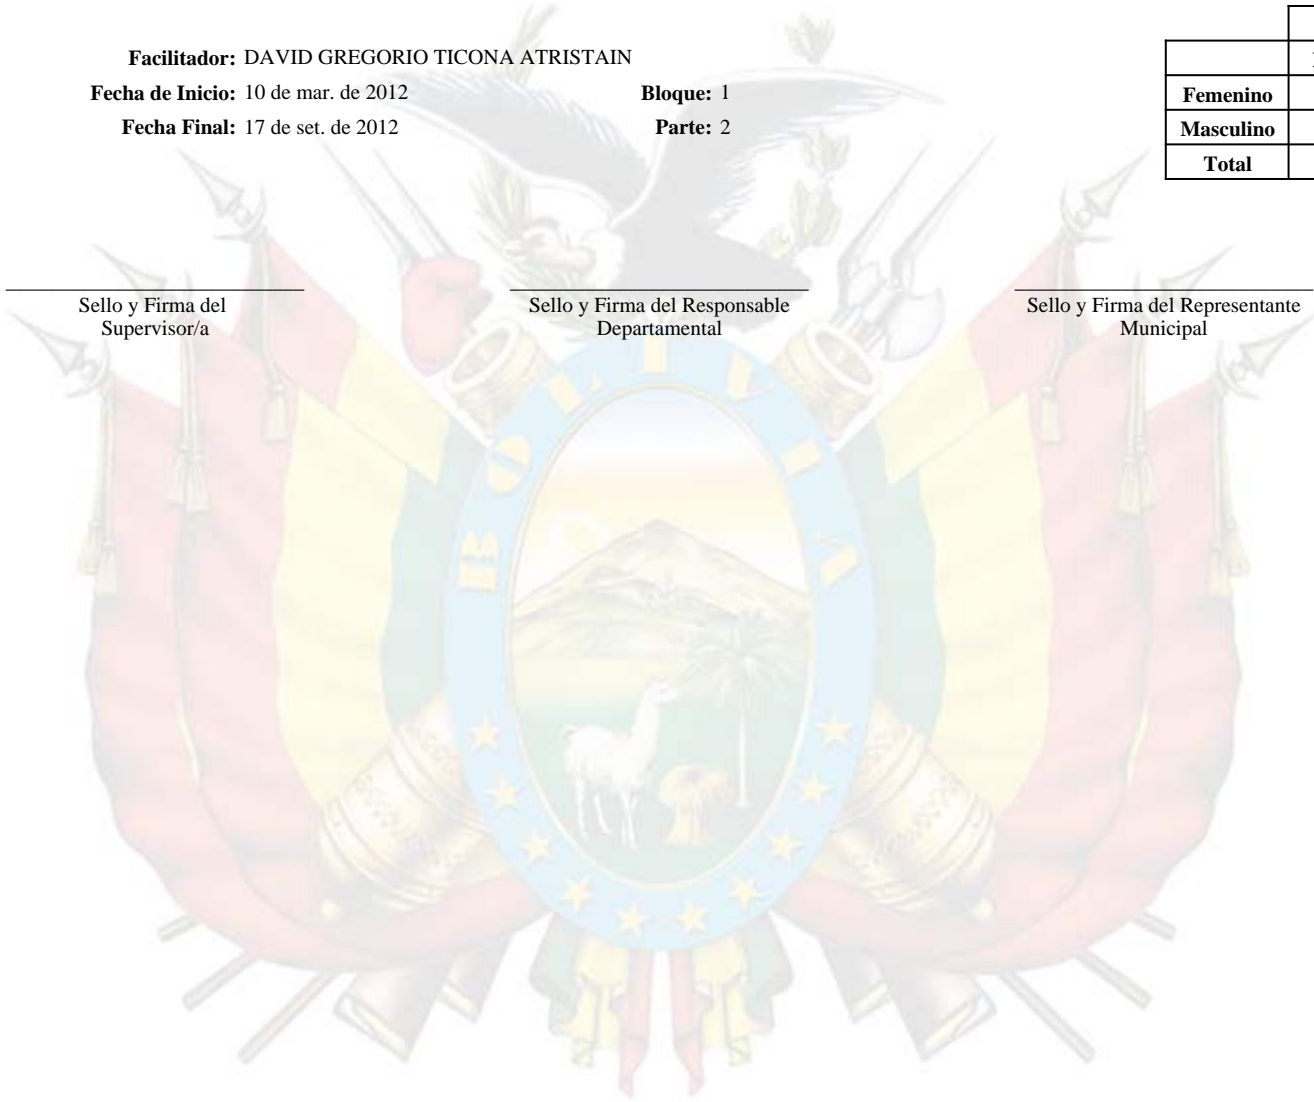 Facilitador: DAVID GREGORIO TICONA ATRISTAIN
Fecha de Inicio: 10 de mar. de 2012 Bloque: 1
Fecha Final: 17 de set. de 2012 Parte: 2
Femenino
Masculino
Total
Sello y Firma del
Supervisor/a
Sello y Firma del Responsable
Departamental
Sello y Firma del Representante
Municipal
BOLIVIA